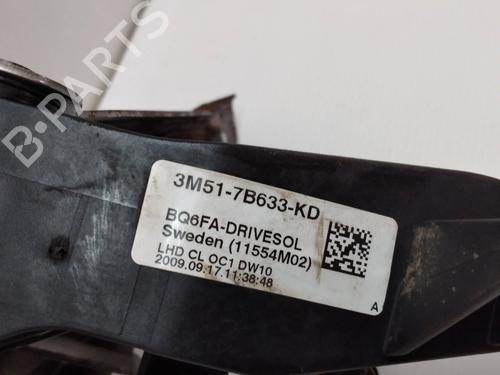 B-PARTS
3M51-7B633-KD
BQ6FA-DRIVESOL
Sweden (11554M02)
LHD CL OC1 DW10
2009.09.17.11:38:48
A